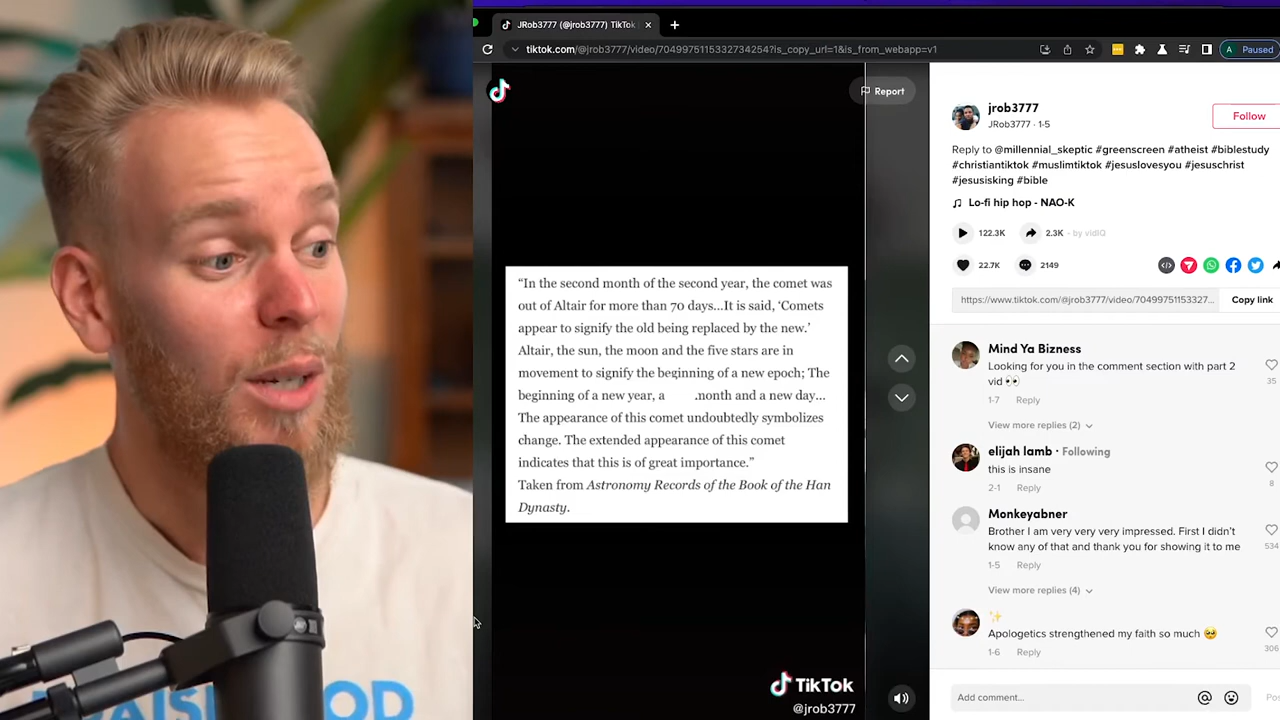 JRob3777 (@jrob3777) TikTok
tiktok.com/@jrob3777/video/7049975115332734254?is_copy_url=1&is_from_webapp=v1
A Paused
Report
“In the second month of the second year, the comet was
out of Altair for more than 70 days...It is said, ‘Comets
appear to signify the old being replaced by the new.’
Altair, the sun, the moon and the five stars are in
movement to signify the beginning of a new epoch; The
beginning of a new year, a .nonth and a new day...
The appearance of this comet undoubtedly symbolizes
change. The extended appearance of this comet
indicates that this is of great importance.”
Taken from Astronomy Records of the Book of the Han
Dynasty.
TikTok
@jrob3777
jrob3777
JRob3777 · 1-5
Follow
Reply to @millennial_skeptic #greenscreen #atheist #biblestudy
#christiantiktok #muslimtiktok #jesuslovesyou #jesuschrist
#jesusisking #bible
Lo-fi hip hop - NAO-K
122.3K 2.3K - by vidIQ
22.7K 2149
https://www.tiktok.com/@jrob3777/video/70499751153327...
Copy link
Mind Ya Bizness
Looking for you in the comment section with part 2
vid 👀
35
1-7 Reply
View more replies (2)
elijah lamb · Following
this is insane
8
2-1 Reply
Monkeyabner
Brother I am very very very impressed. First I didn’t
know any of that and thank you for showing it to me
534
1-5 Reply
View more replies (4)
✨
Apologetics strengthened my faith so much 🥹
306
1-6 Reply
Add comment...
Pos